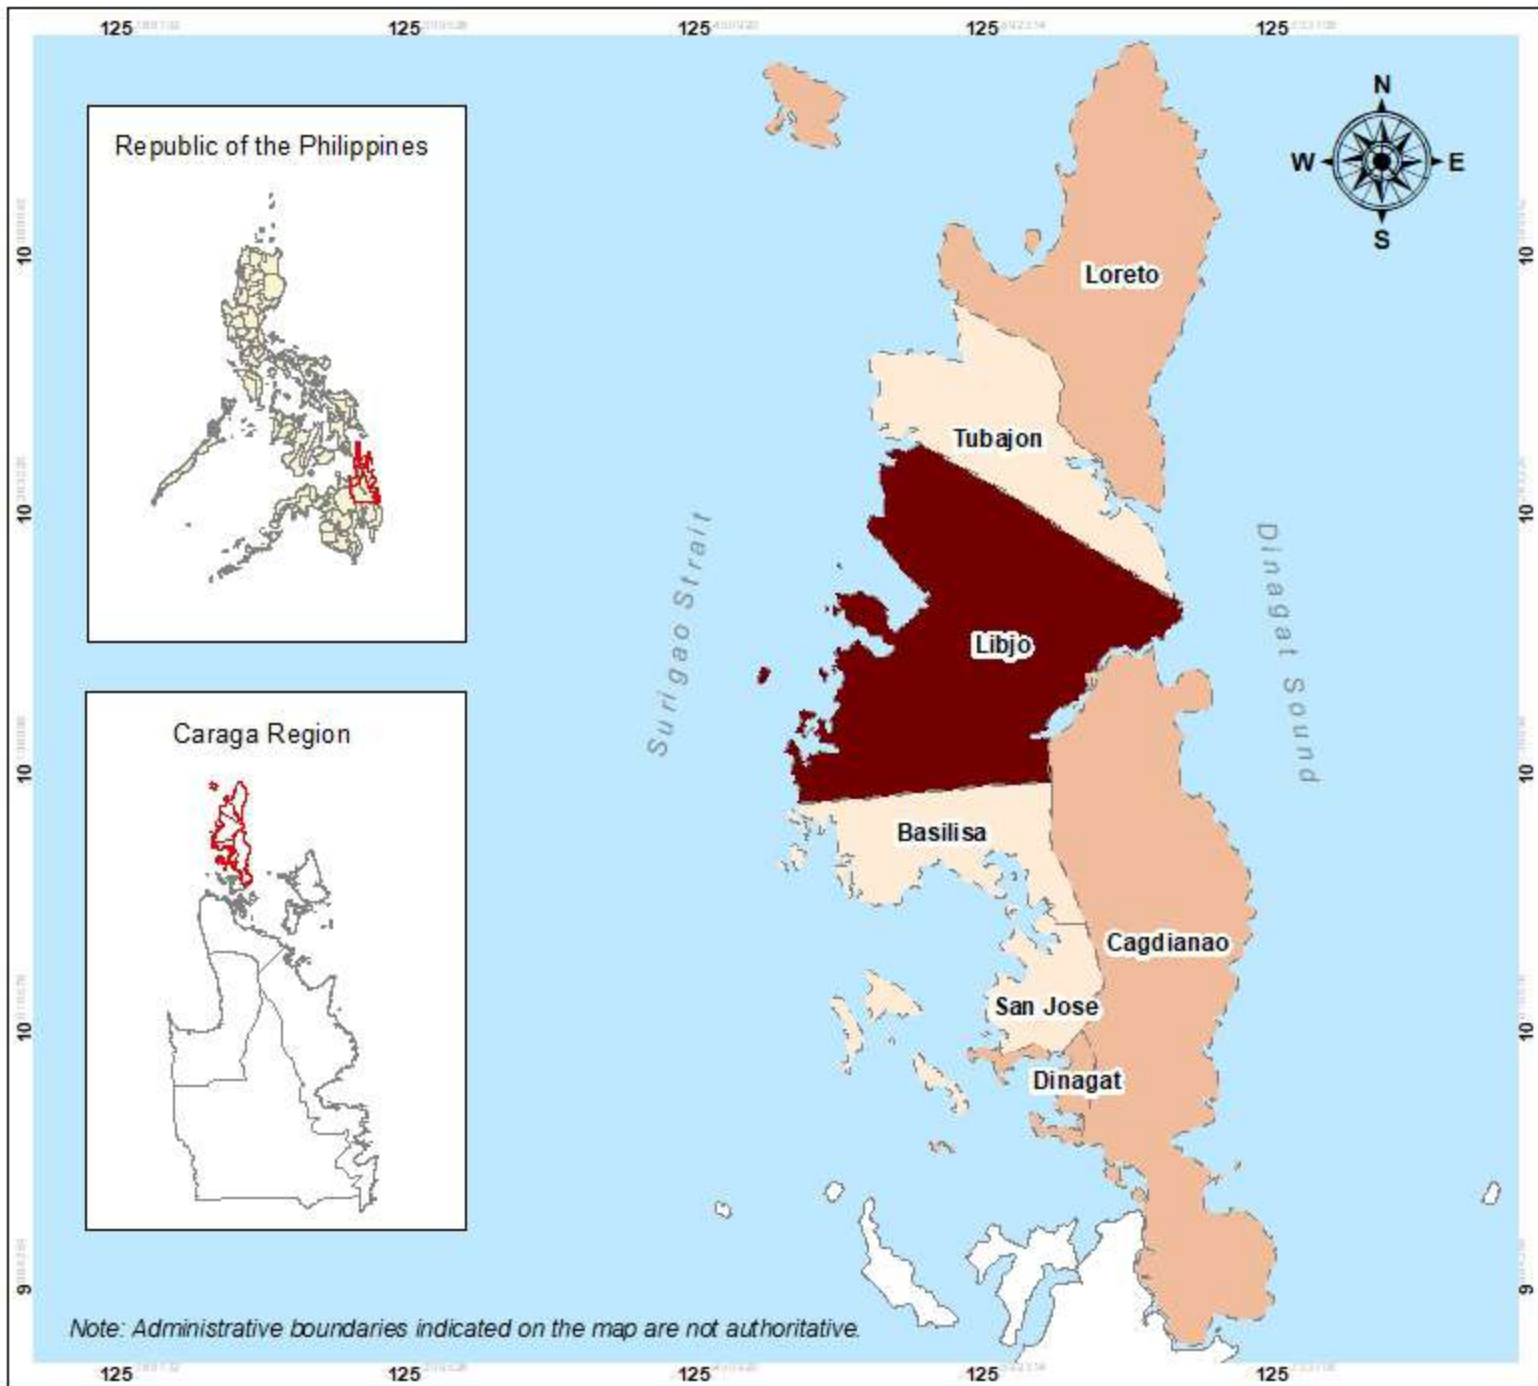 125 125 125 125 125
N
Republic of the Philippines
W E
S
10 10
Loreto
Tubajon
10 10
Surigao Strait
Dinagat Sound
Libjo
Caraga Region
10 10
Basilisa
Cagdianao
San Jose
10 10
Dinagat
9 9
Note: Administrative boundaries indicated on the map are not authoritative.
125 125 125 125 125